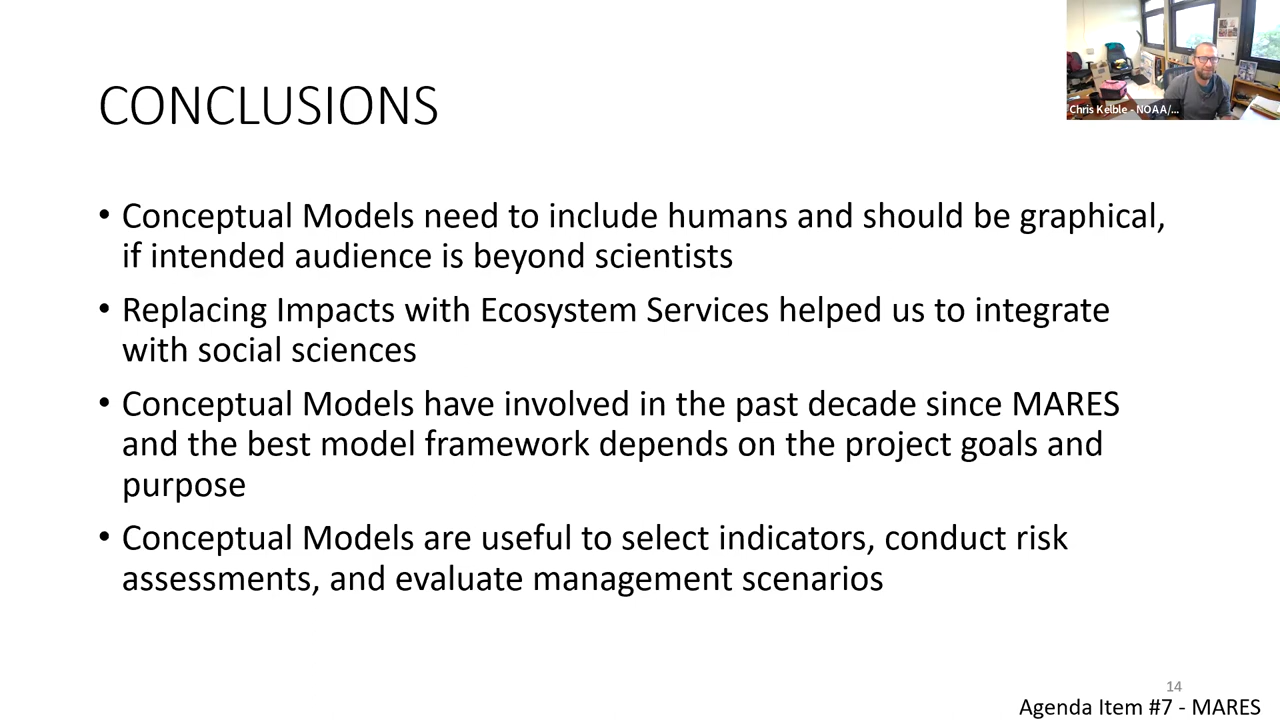 Chris Kelble - NOAA/...
CONCLUSIONS
• Conceptual Models need to include humans and should be graphical,
if intended audience is beyond scientists
• Replacing Impacts with Ecosystem Services helped us to integrate
with social sciences
• Conceptual Models have involved in the past decade since MARES
and the best model framework depends on the project goals and
purpose
• Conceptual Models are useful to select indicators, conduct risk
assessments, and evaluate management scenarios
14
Agenda Item #7 - MARES